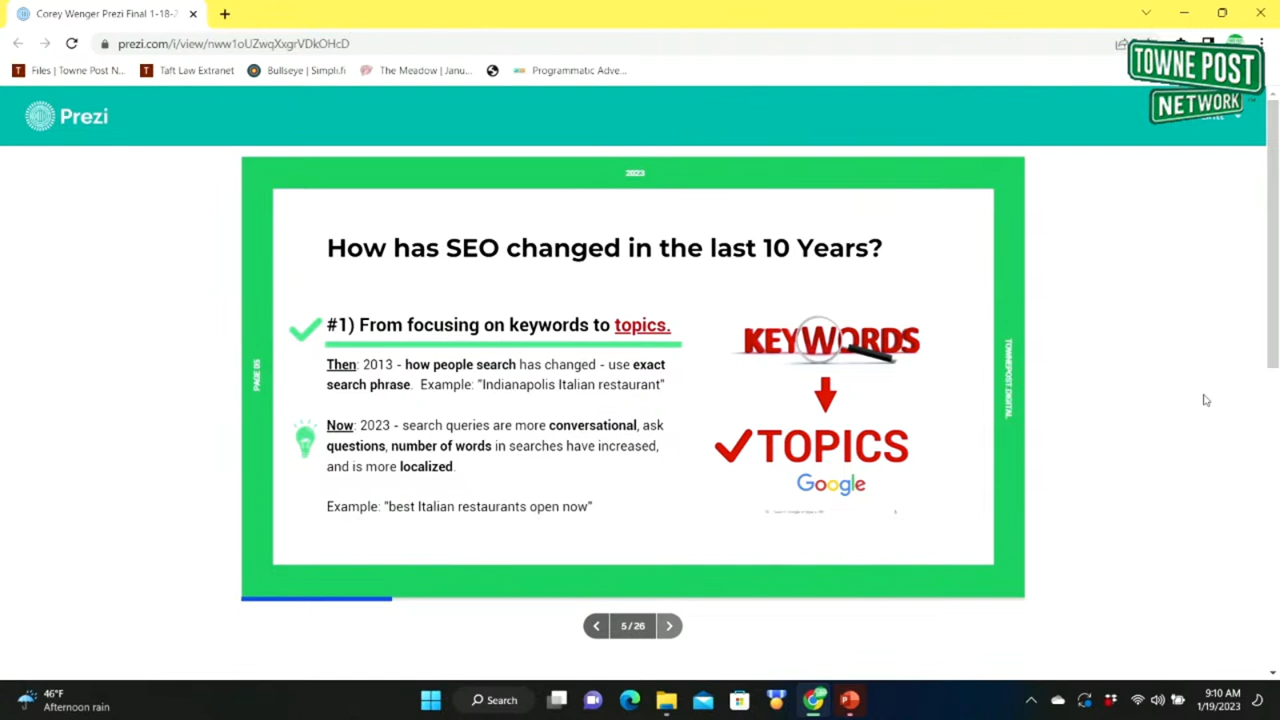 Corey Wenger Prezi Final 1-18-2
prezi.com/i/view/nww1oUZwqXxgrVDkOHcD
Files | Towne Post N...
Taft Law Extranet
Bullseye | Simpli.fi
The Meadow | Janu...
Programmatic Adve...
TOWNE POST
NETWORK
Prezi
2023
How has SEO changed in the last 10 Years?
#1) From focusing on keywords to topics.
Then: 2013 - how people search has changed - use exact
search phrase. Example: "Indianapolis Italian restaurant"
Now: 2023 - search queries are more conversational, ask
questions, number of words in searches have increased,
and is more localized.
Example: "best Italian restaurants open now"
KEYWORDS
TOPICS
Google
PAGE 05
TOWNEPOST DIGITAL
5 / 26
46°F
Afternoon rain
Search
9:10 AM
1/19/2023